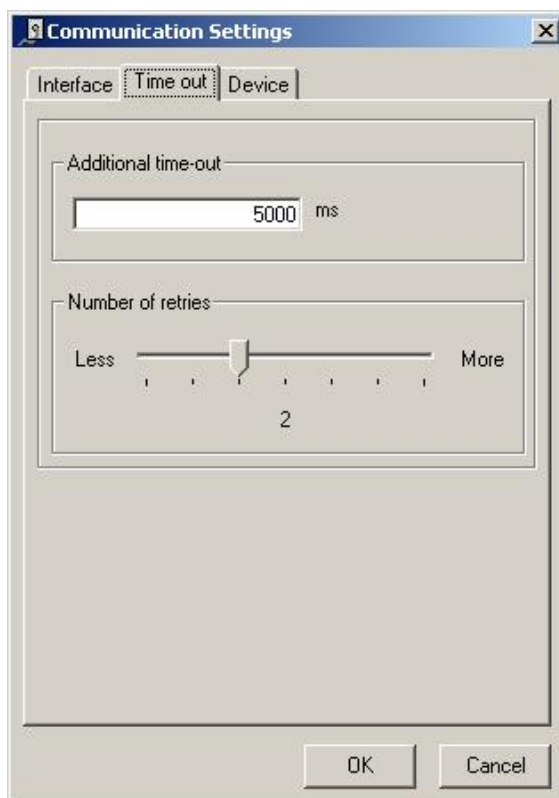 Communication Settings
Interface Time out Device
Additional time-out
5000 ms
Number of retries
Less More
2
OK Cancel